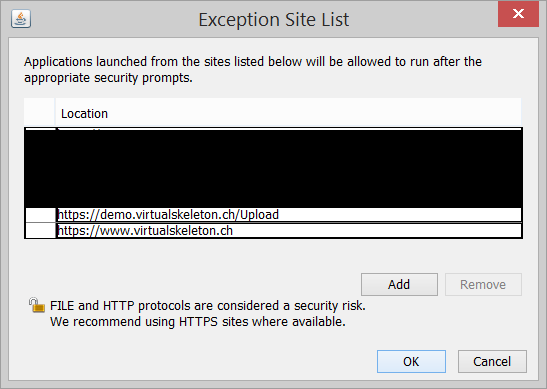 Exception Site List
Applications launched from the sites listed below will be allowed to run after the
appropriate security prompts.
Location
https://demo.virtualskeleton.ch/Upload
https://www.virtualskeleton.ch
Add
Remove
FILE and HTTP protocols are considered a security risk.
We recommend using HTTPS sites where available.
OK
Cancel